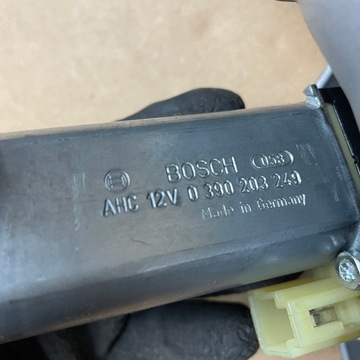 BOSCH 053
AHC 12V 0 390 203 249
Made in Germany